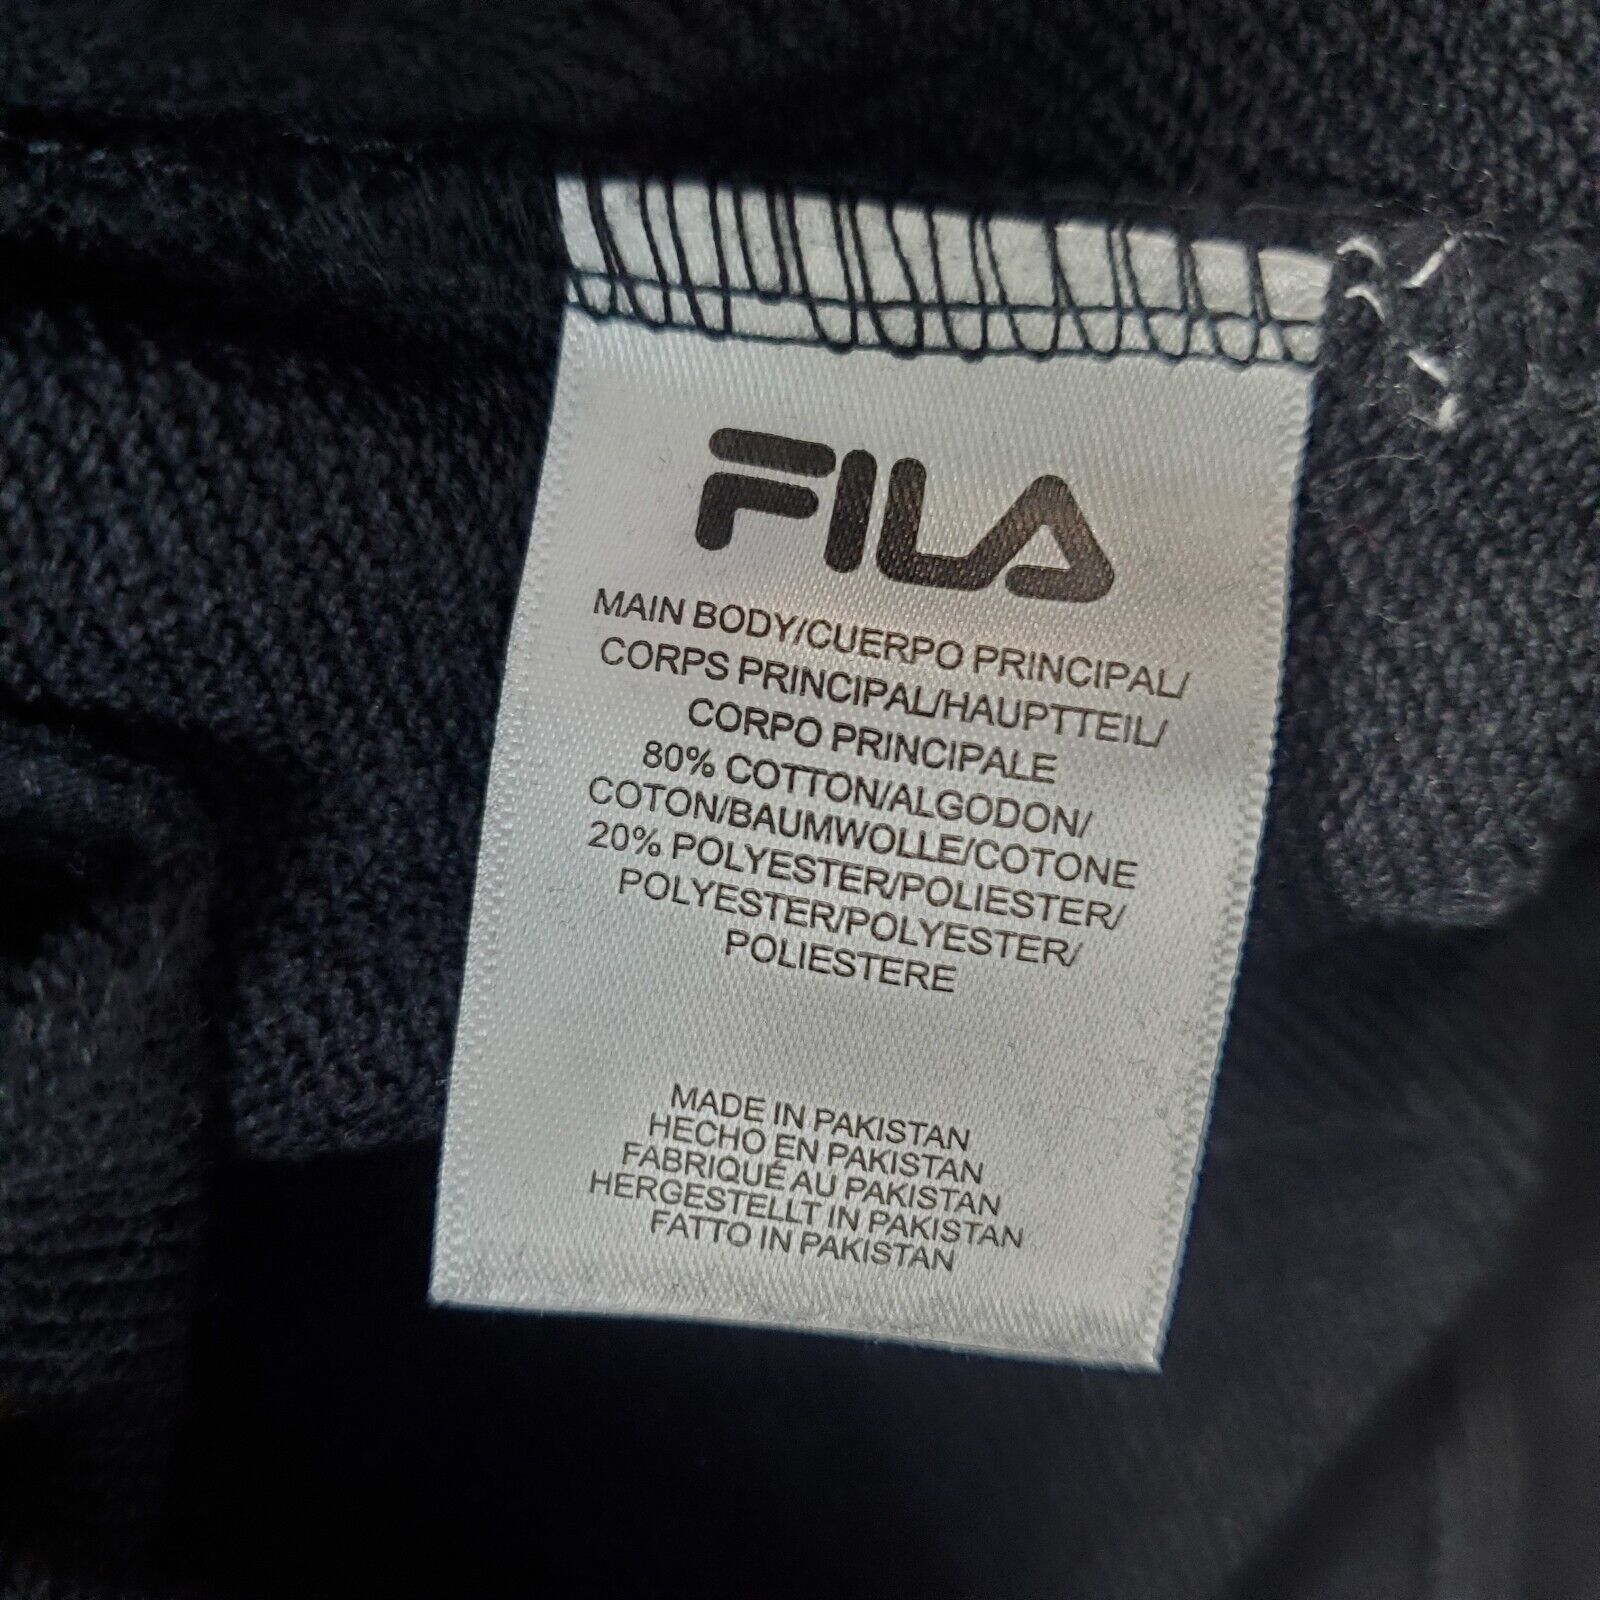 FILA
MAIN BODY/CUERPO PRINCIPAL/
CORPS PRINCIPAL/HAUPTTEIL/
CORPO PRINCIPALE
80% COTTON/ALGODON/
COTON/BAUMWOLLE/COTONE
20% POLYESTER/POLIESTER/
POLYESTER/POLYESTER/
POLIESTERE
MADE IN PAKISTAN
HECHO EN PAKISTAN
FABRIQUÉ AU PAKISTAN
HERGESTELLT IN PAKISTAN
FATTO IN PAKISTAN